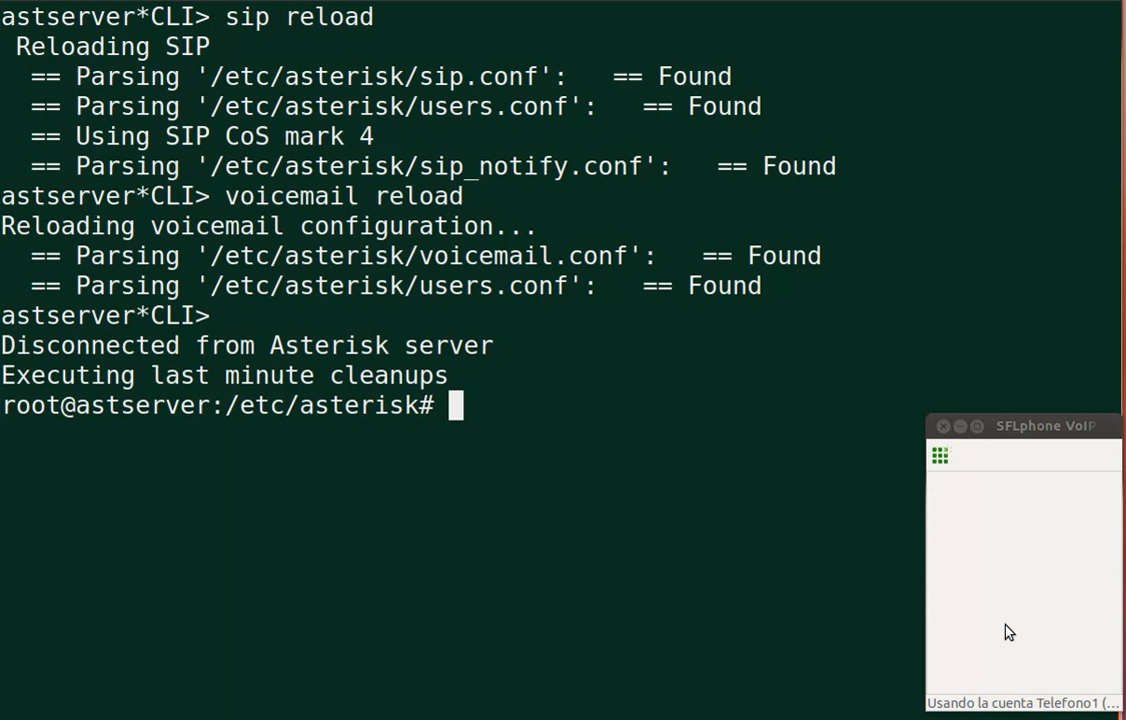 astserver*CLI> sip reload
 Reloading SIP
  == Parsing '/etc/asterisk/sip.conf':   == Found
  == Parsing '/etc/asterisk/users.conf':   == Found
  == Using SIP CoS mark 4
  == Parsing '/etc/asterisk/sip_notify.conf':   == Found
astserver*CLI> voicemail reload
Reloading voicemail configuration...
  == Parsing '/etc/asterisk/voicemail.conf':   == Found
  == Parsing '/etc/asterisk/users.conf':   == Found
astserver*CLI>
Disconnected from Asterisk server
Executing last minute cleanups
root@astserver:/etc/asterisk#
SFLphone VoIP
Usando la cuenta Telefono1 (...